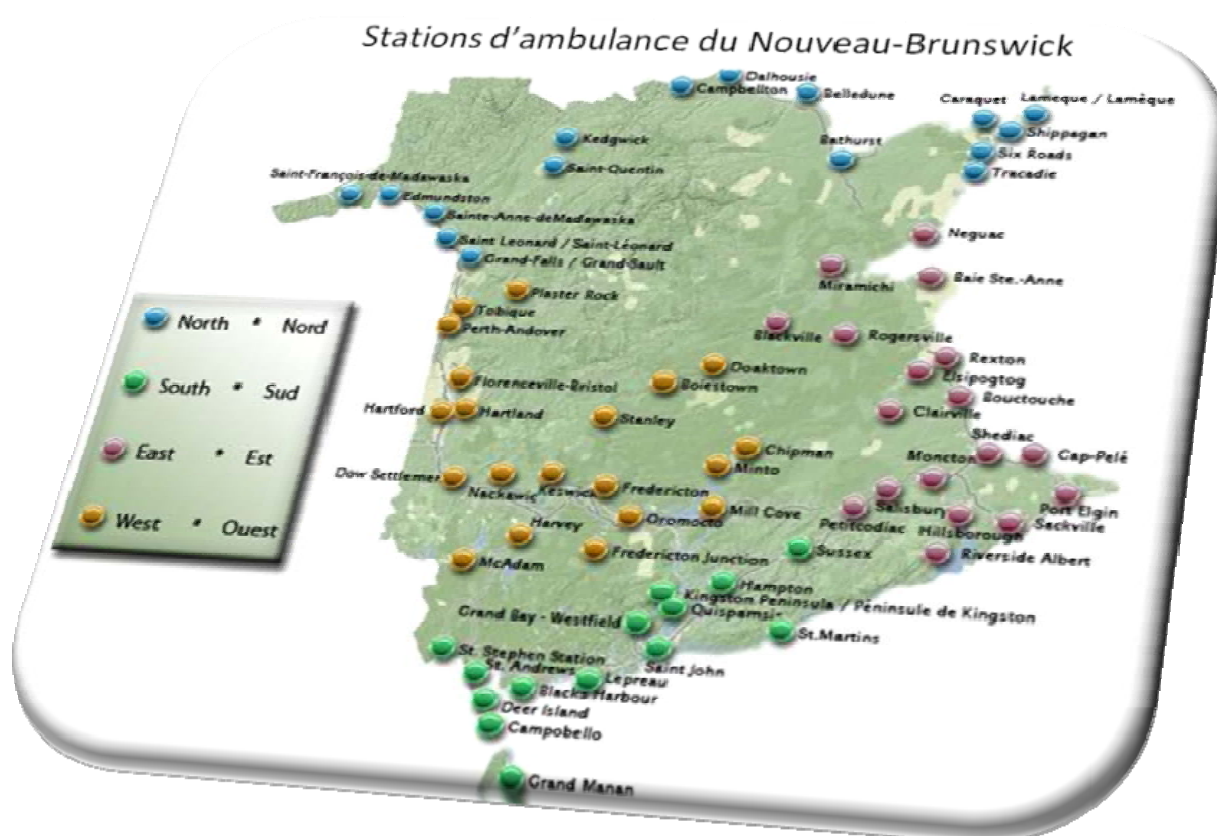 Stations d'ambulance du Nouveau-Brunswick
Dalhousie
Campbellton
Belledune
Caraquet
Lameque / Lamèque
Shippagan
Bathurst
Six Roads
Tracadie
Kedgwick
Saint-Quentin
Saint-François-de-Madawaska
Edmundston
Sainte-Anne-deMadawaska
Saint Leonard / Saint-Léonard
Grand-Falls / Grand-Sault
Neguac
Miramichi
Baie Ste.-Anne
Plaster Rock
Tobique
Perth-Andover
Blackville
Rogersville
North * Nord
South * Sud
East * Est
West * Ouest
Rexton
Elsipogtog
Bouctouche
Clairville
Doaktown
Boiestown
Florenceville-Bristol
Hartford
Hartland
Stanley
Shediac
Cap-Pelé
Moncton
Chipman
Minto
Dow Settlemen
Nackawic
Keswick
Fredericton
Salisbury
Port Elgin
Petitcodiac
Hillsborough
Sackville
Mill Cove
Oromocto
Harvey
Sussex
Riverside Albert
McAdam
Fredericton Junction
Hampton
Kingston Peninsula / Péninsule de Kingston
Quispamsis
Grand Bay - Westfield
St.Martins
Saint John
St. Stephen Station
St. Andrews
Lepreau
Blacks Harbour
Deer Island
Campobello
Grand Manan